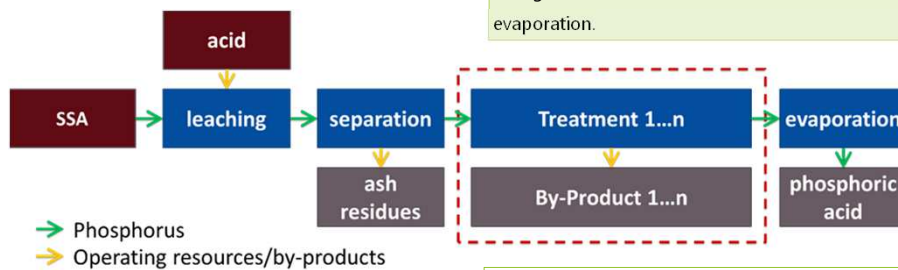 evaporation.
acid
SSA
leaching
separation
Treatment 1...n
evaporation
ash
residues
By-Product 1...n
phosphoric
acid
Phosphorus
Operating resources/by-products